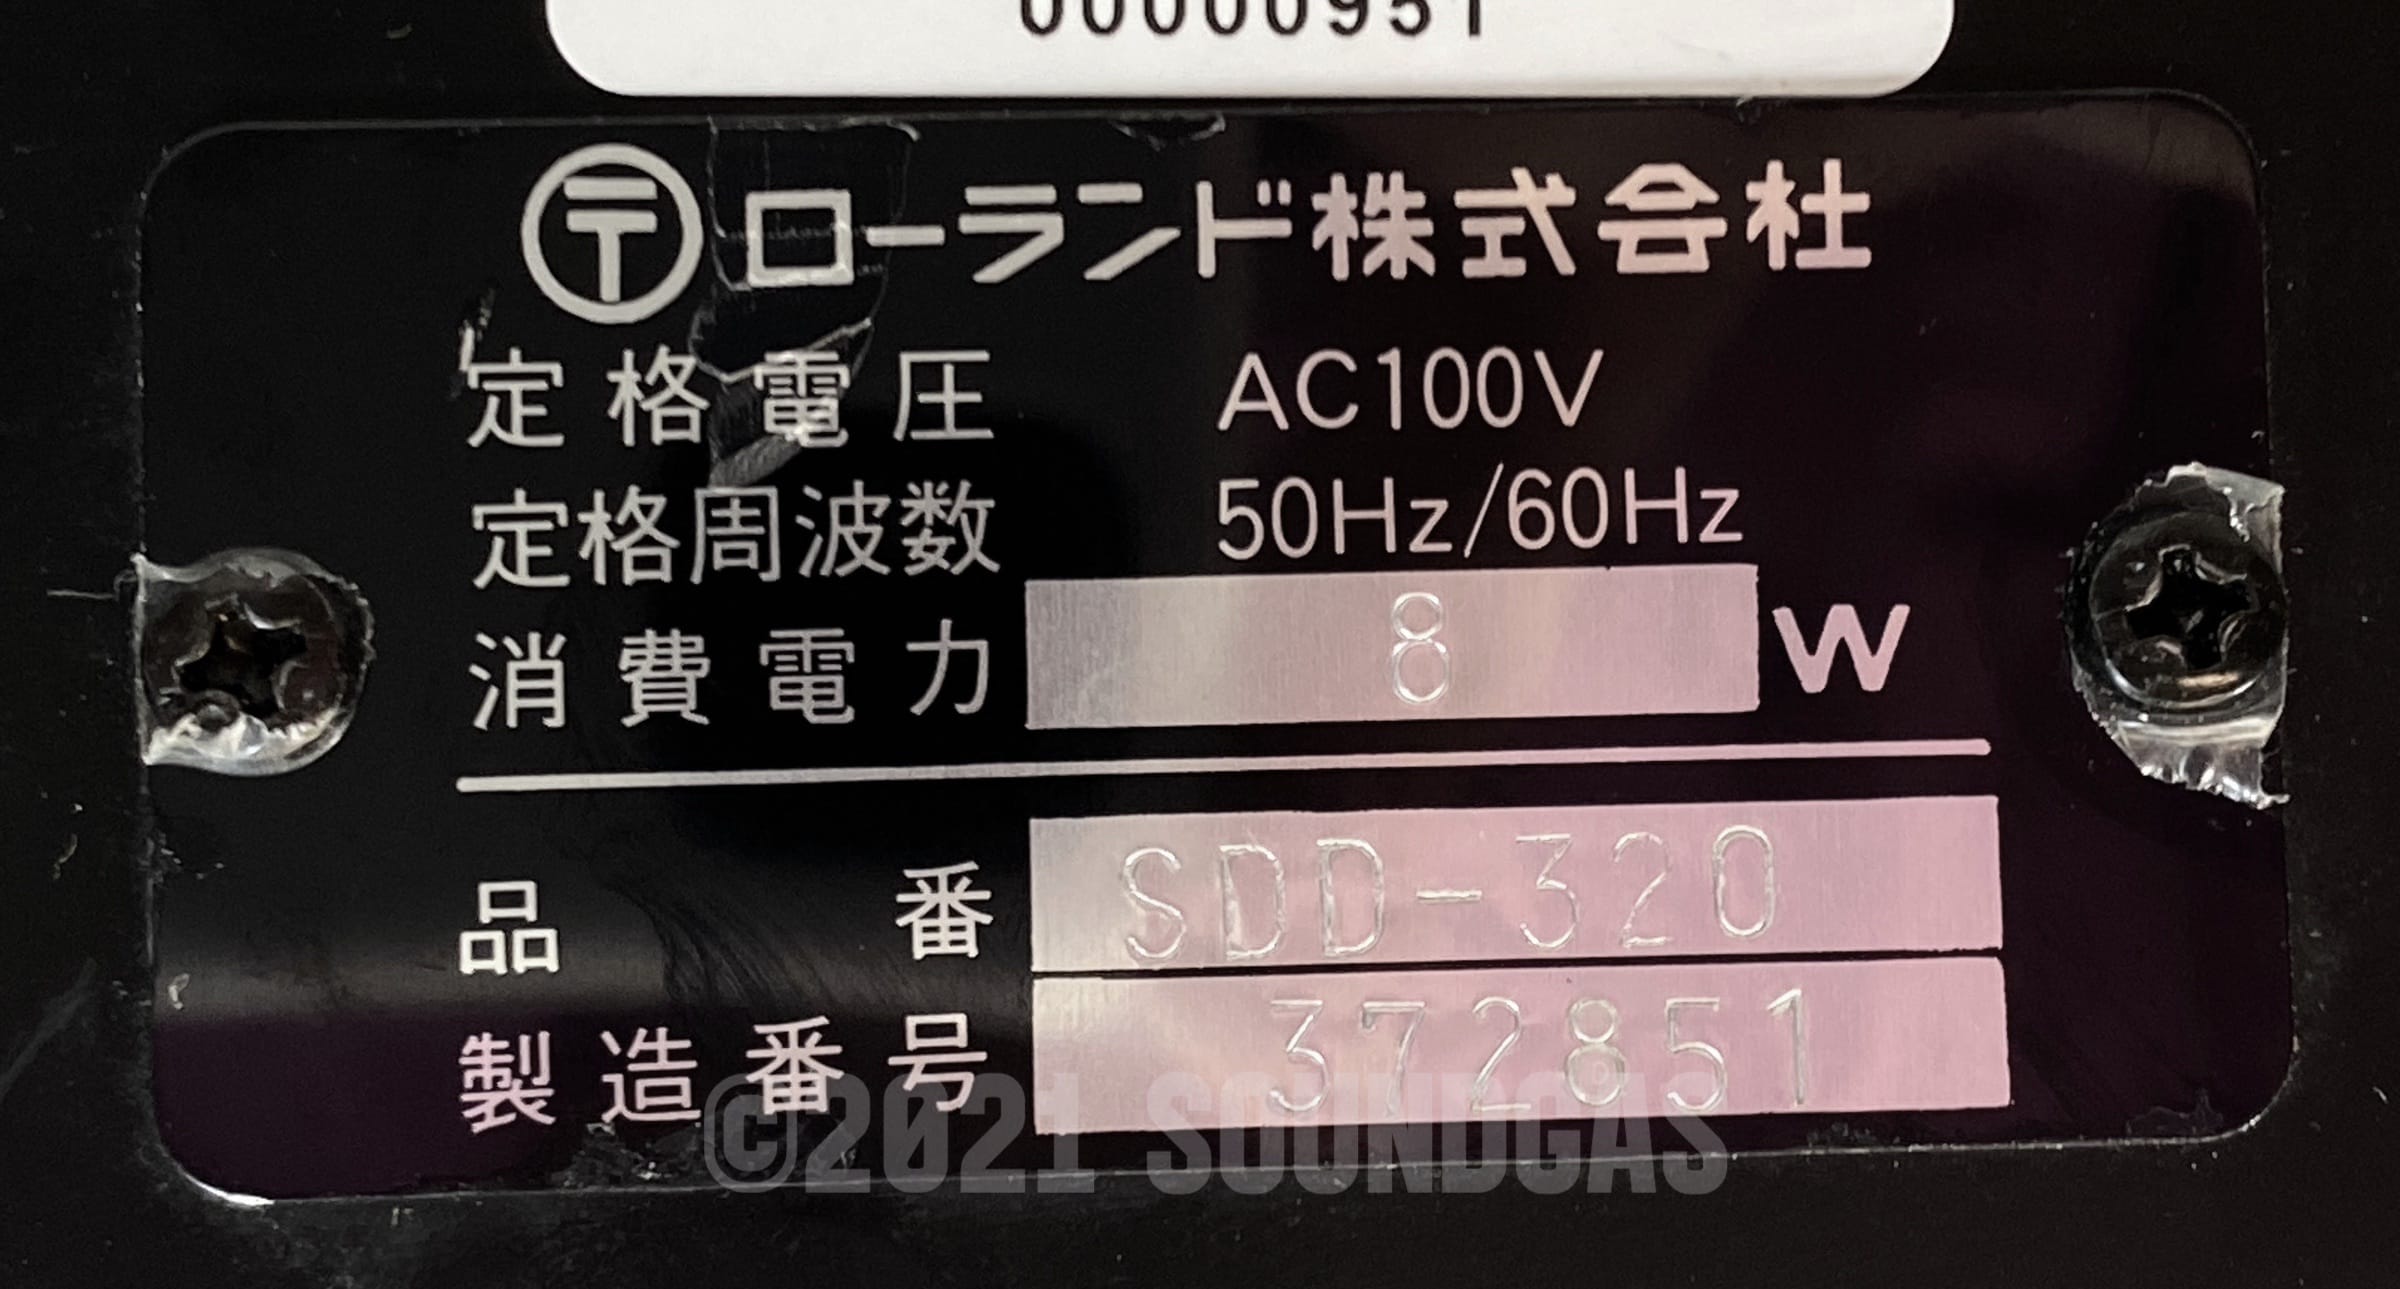 00000951
〒ローランド株式会社
定格電圧 AC100V
定格周波数 50Hz/60Hz
消費電力 8 W
品番 SDD-320
製造番号 372851
©2021 SOUNDGAS